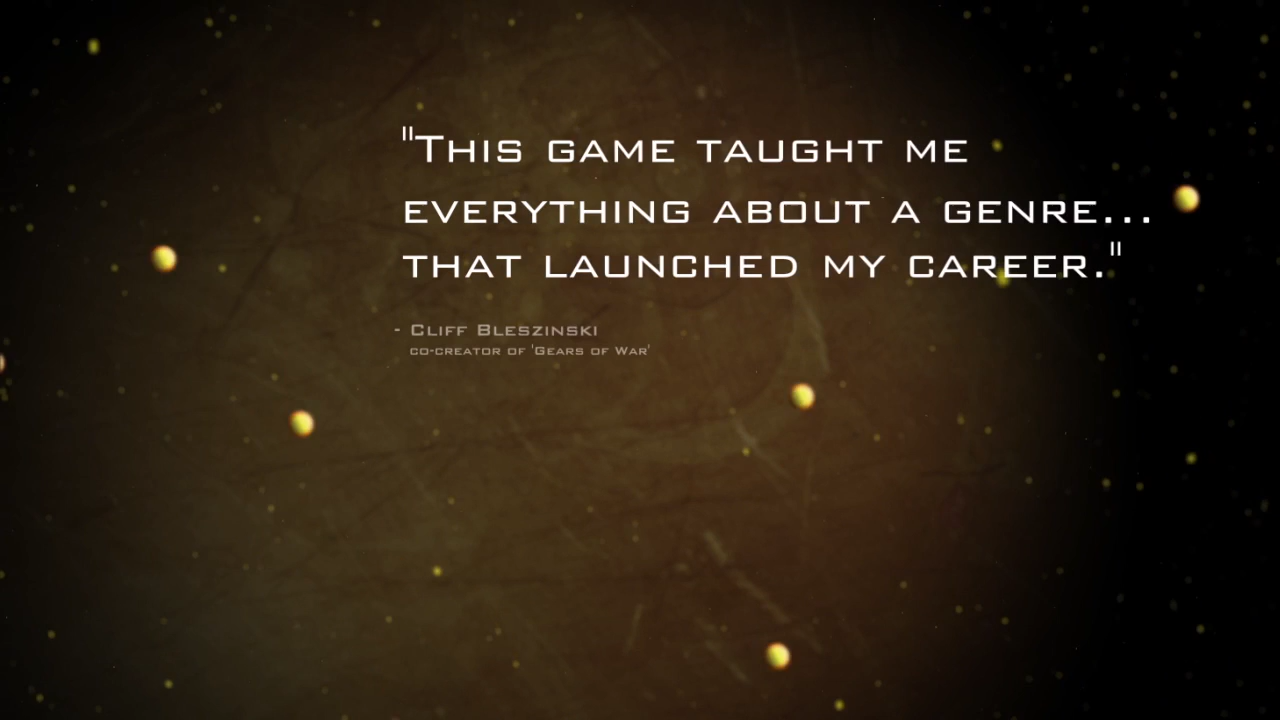 "This game taught me
everything about a genre...
that launched my career."
- Cliff Bleszinski
co-creator of 'Gears of War'